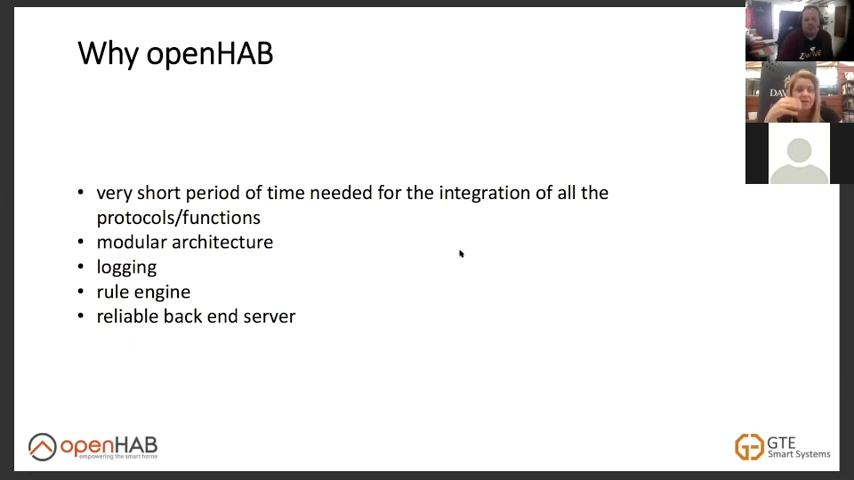 Why openHAB
• very short period of time needed for the integration of all the
protocols/functions
• modular architecture
• logging
• rule engine
• reliable back end server
openHAB
empowering the smart home
GTE
Smart Systems